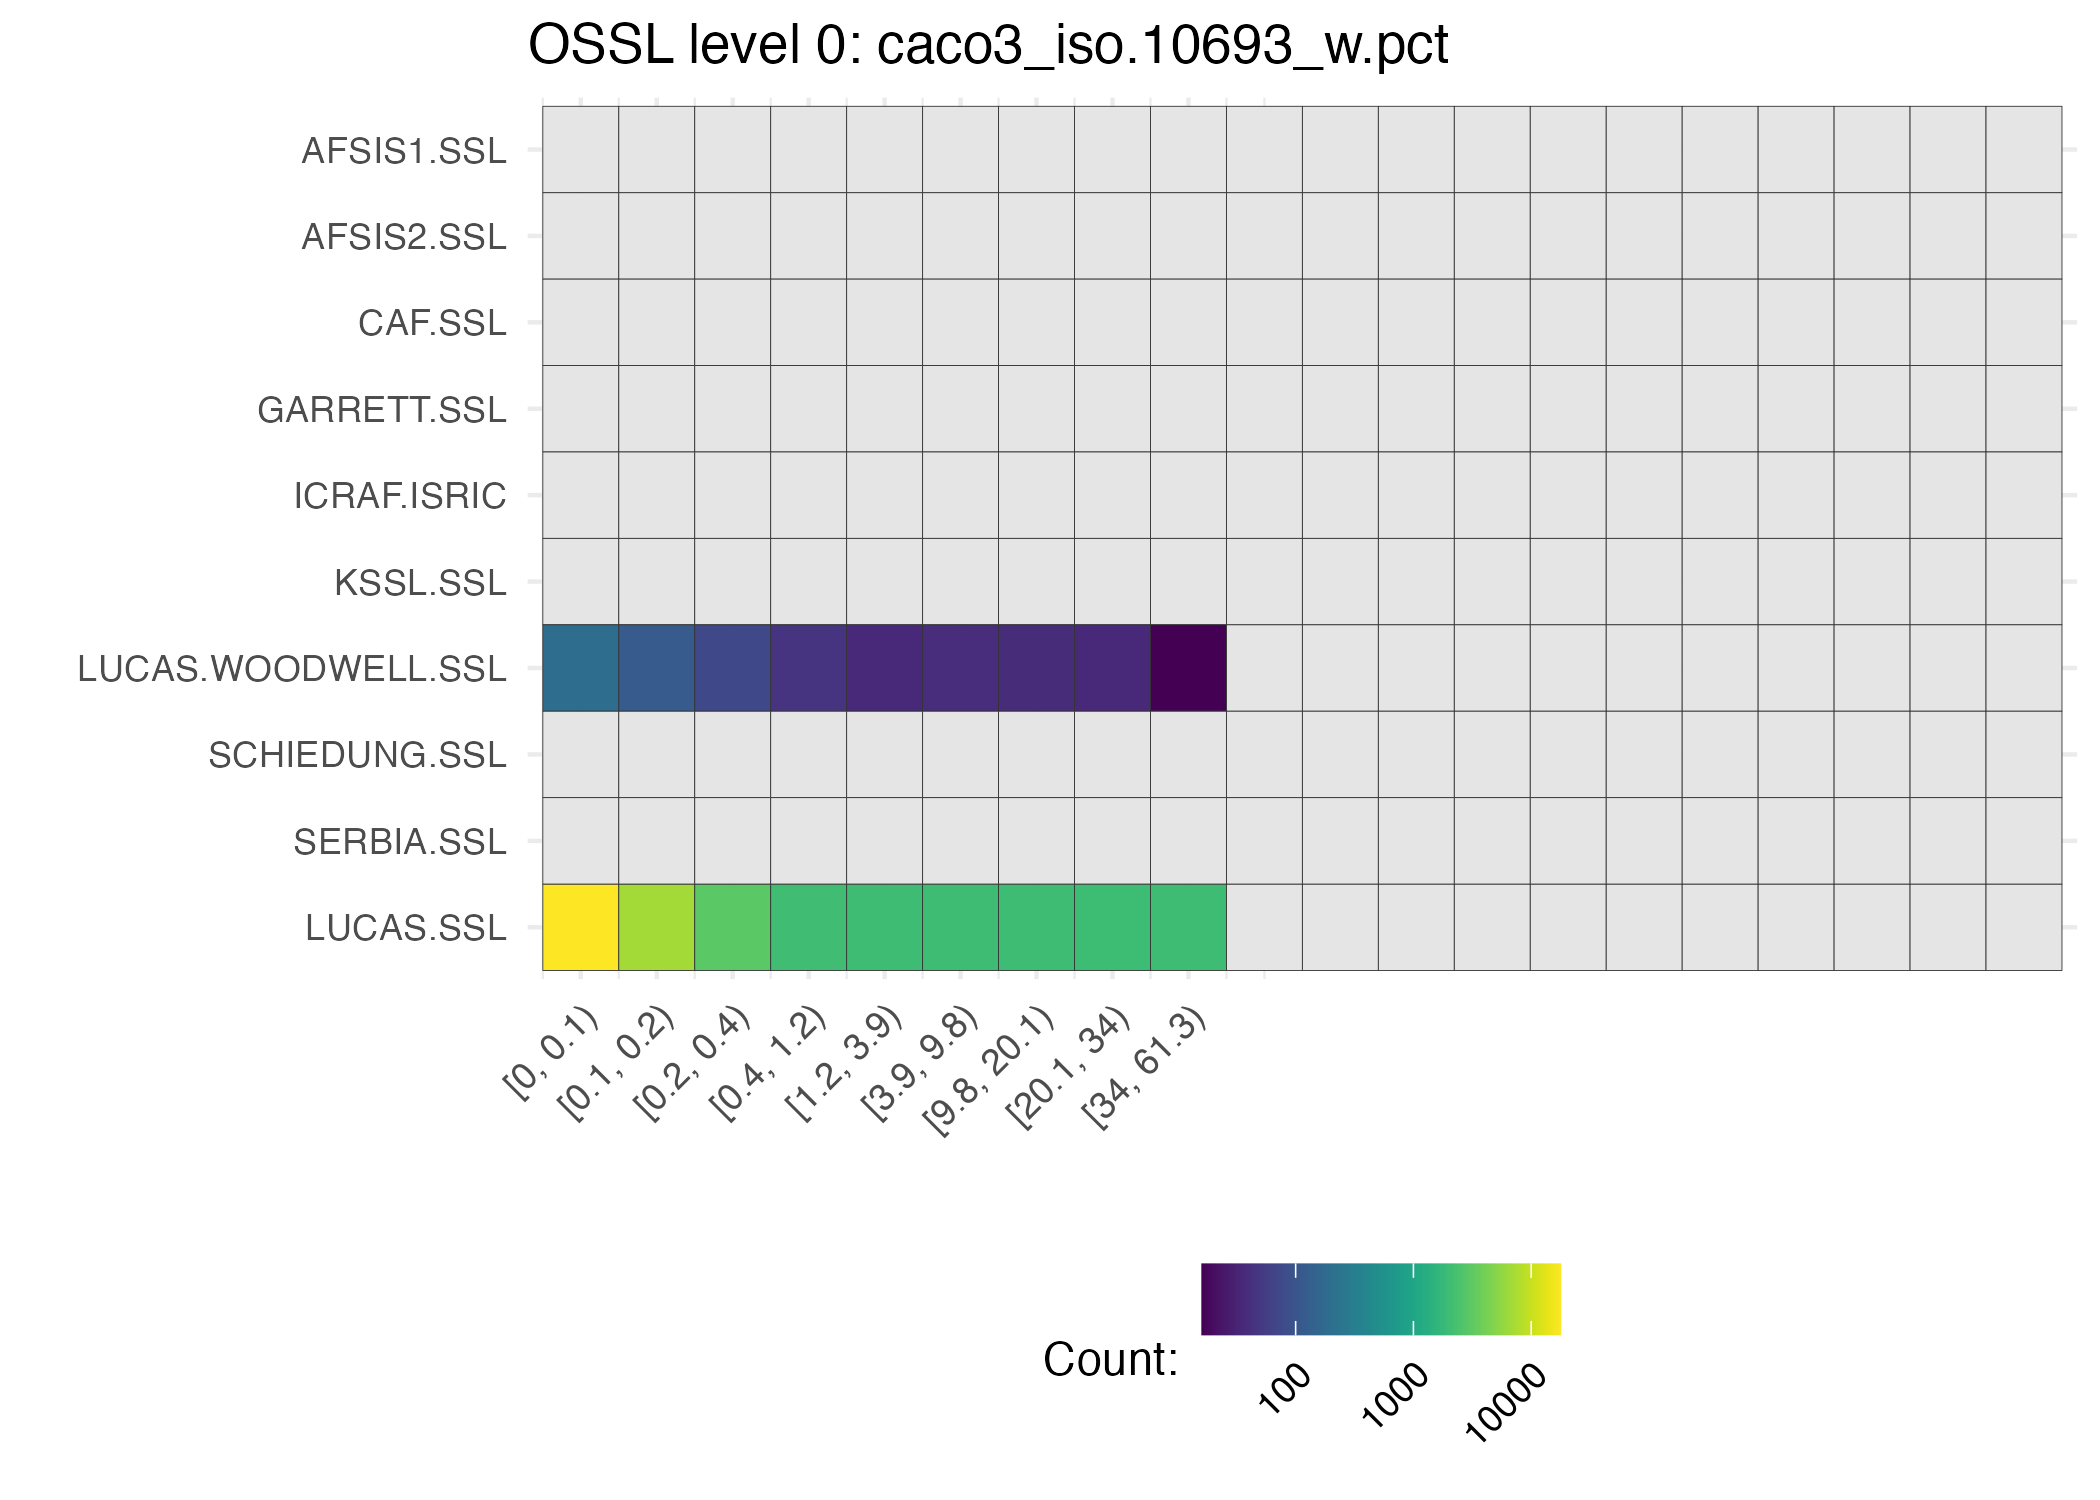 OSSL level 0: caco3_iso.10693_w.pct
AFSIS1.SSL
AFSIS2.SSL
CAF.SSL
GARRETT.SSL
ICRAF.ISRIC
KSSL.SSL
LUCAS.WOODWELL.SSL
SCHIEDUNG.SSL
SERBIA.SSL
LUCAS.SSL
[0, 0.1)
[0.1, 0.2)
[0.2, 0.4)
[0.4, 1.2)
[1.2, 3.9)
[3.9, 9.8)
[9.8, 20.1)
[20.1, 34)
[34, 61.3)
Count:
100
1000
10000